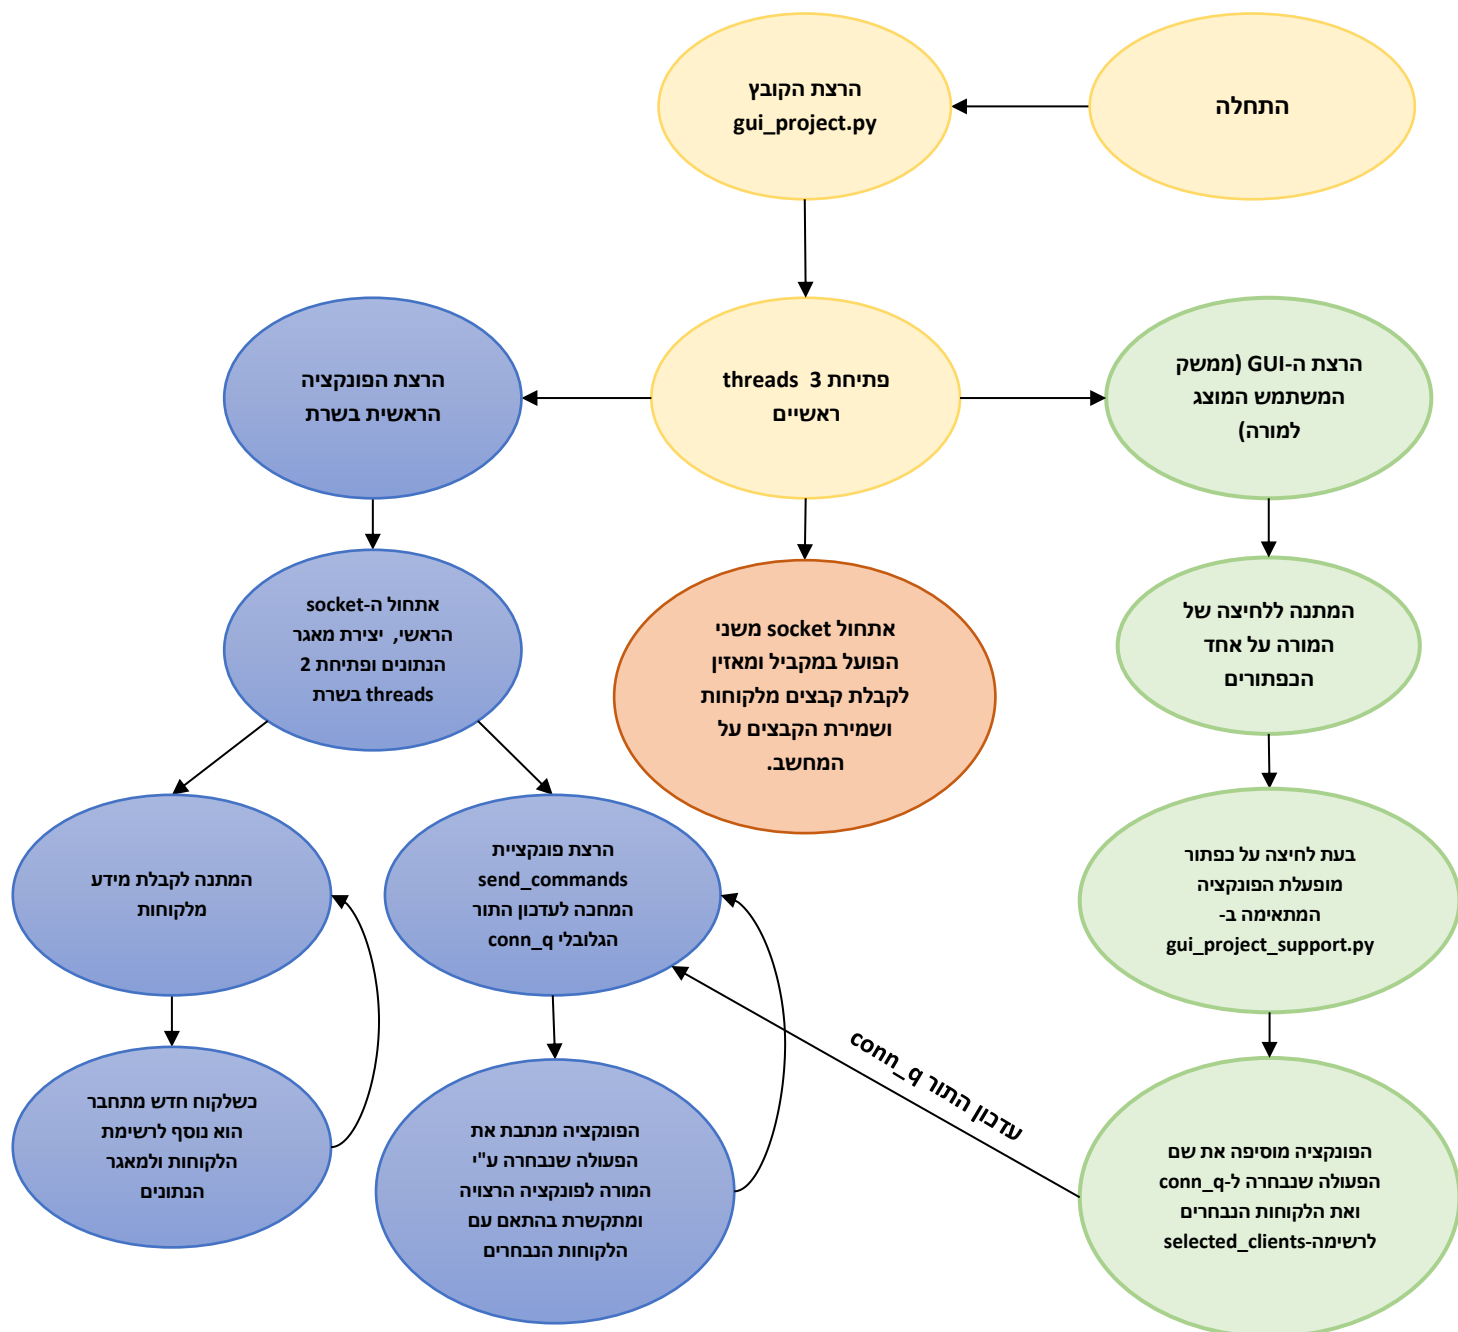 התחלה
הרצת הקובץ
gui_project.py
פתיחת 3 threads
ראשיים
הרצת ה-GUI (ממשק
המשתמש המוצג
למורה)
הרצת הפונקציה
הראשית בשרת
המתנה ללחיצה של
המורה על אחד
הכפתורים
אתחול socket משני
הפועל במקביל ומאזין
לקבלת קבצים מלקוחות
ושמירת הקבצים על
המחשב.
אתחול ה-socket
הראשי, יצירת מאגר
הנתונים ופתיחת 2
threads בשרת
בעת לחיצה על כפתור
מופעלת הפונקציה
המתאימה ב-
gui_project_support.py
הרצת פונקציית
send_commands
המחכה לעדכון התור
הגלובלי conn_q
המתנה לקבלת מידע
מלקוחות
עדכון התור conn_q
הפונקציה מוסיפה את שם
הפעולה שנבחרה ל-conn_q
ואת הלקוחות הנבחרים
לרשימה-selected_clients
הפונקציה מנתבת את
הפעולה שנבחרה ע"י
המורה לפונקציה הרצויה
ומתקשרת בהתאם עם
הלקוחות הנבחרים
כשלקוח חדש מתחבר
הוא נוסף לרשימת
הלקוחות ולמאגר
הנתונים